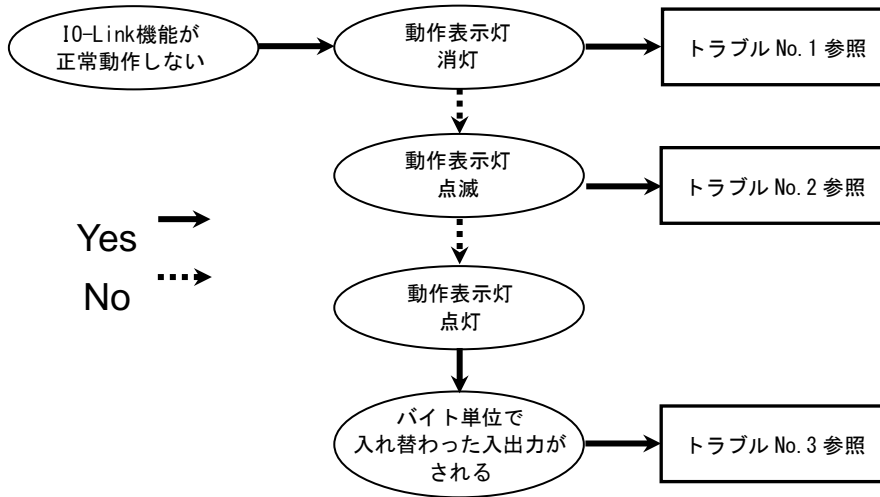 IO-Link機能が
正常動作しない
動作表示灯
消灯
トラブル No.1 参照
動作表示灯
点滅
トラブル No.2 参照
Yes
No
動作表示灯
点灯
バイト単位で
入れ替わった入出力が
される
トラブル No.3 参照